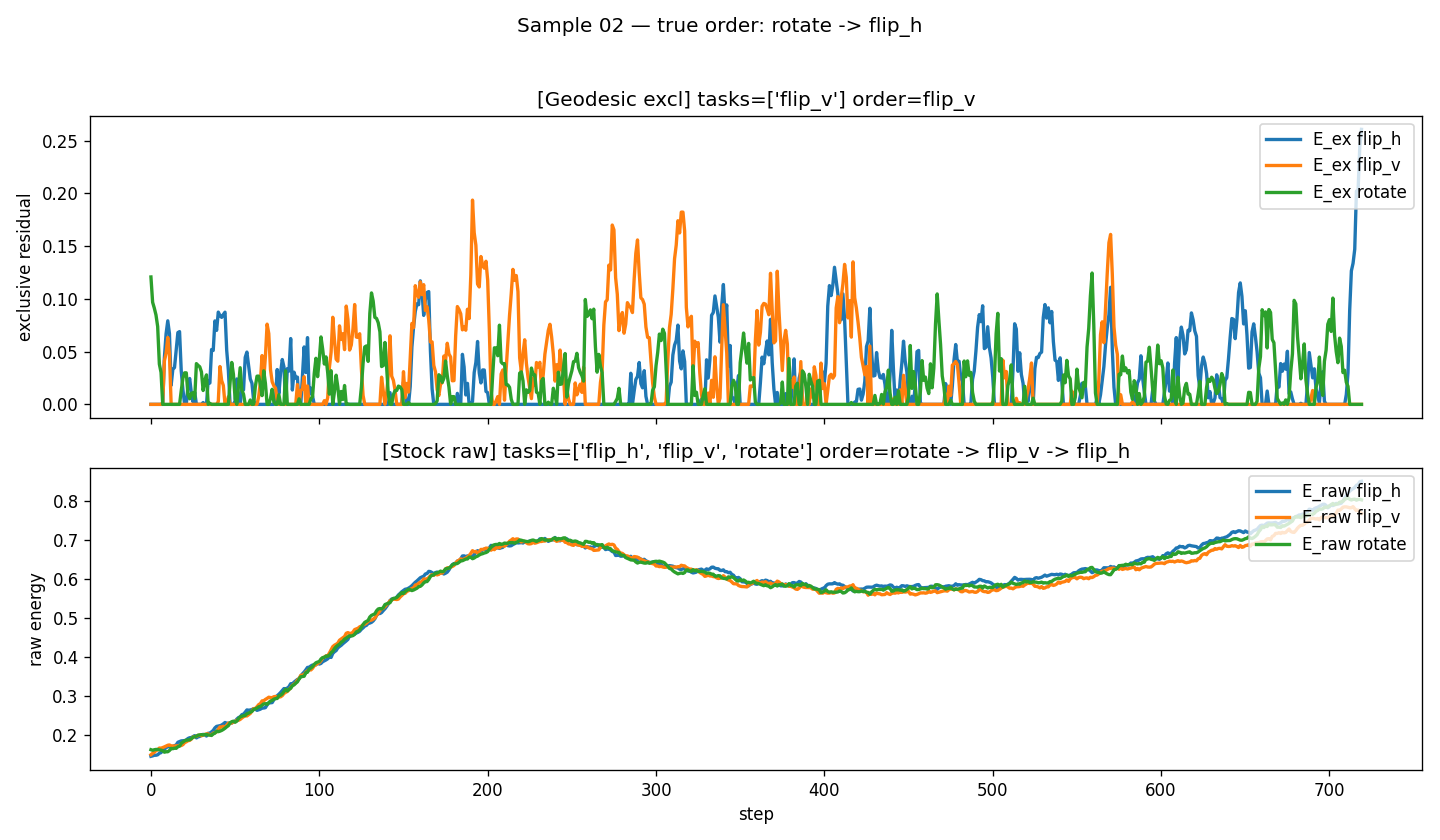 Sample 02 — true order: rotate -> flip_h
[Geodesic excl] tasks=['flip_v'] order=flip_v
exclusive residual
0.25
0.20
0.15
0.10
0.05
0.00
E_ex flip_h
E_ex flip_v
E_ex rotate
[Stock raw] tasks=['flip_h', 'flip_v', 'rotate'] order=rotate -> flip_v -> flip_h
raw energy
0.8
0.7
0.6
0.5
0.4
0.3
0.2
E_raw flip_h
E_raw flip_v
E_raw rotate
0 100 200 300 400 500 600 700
step